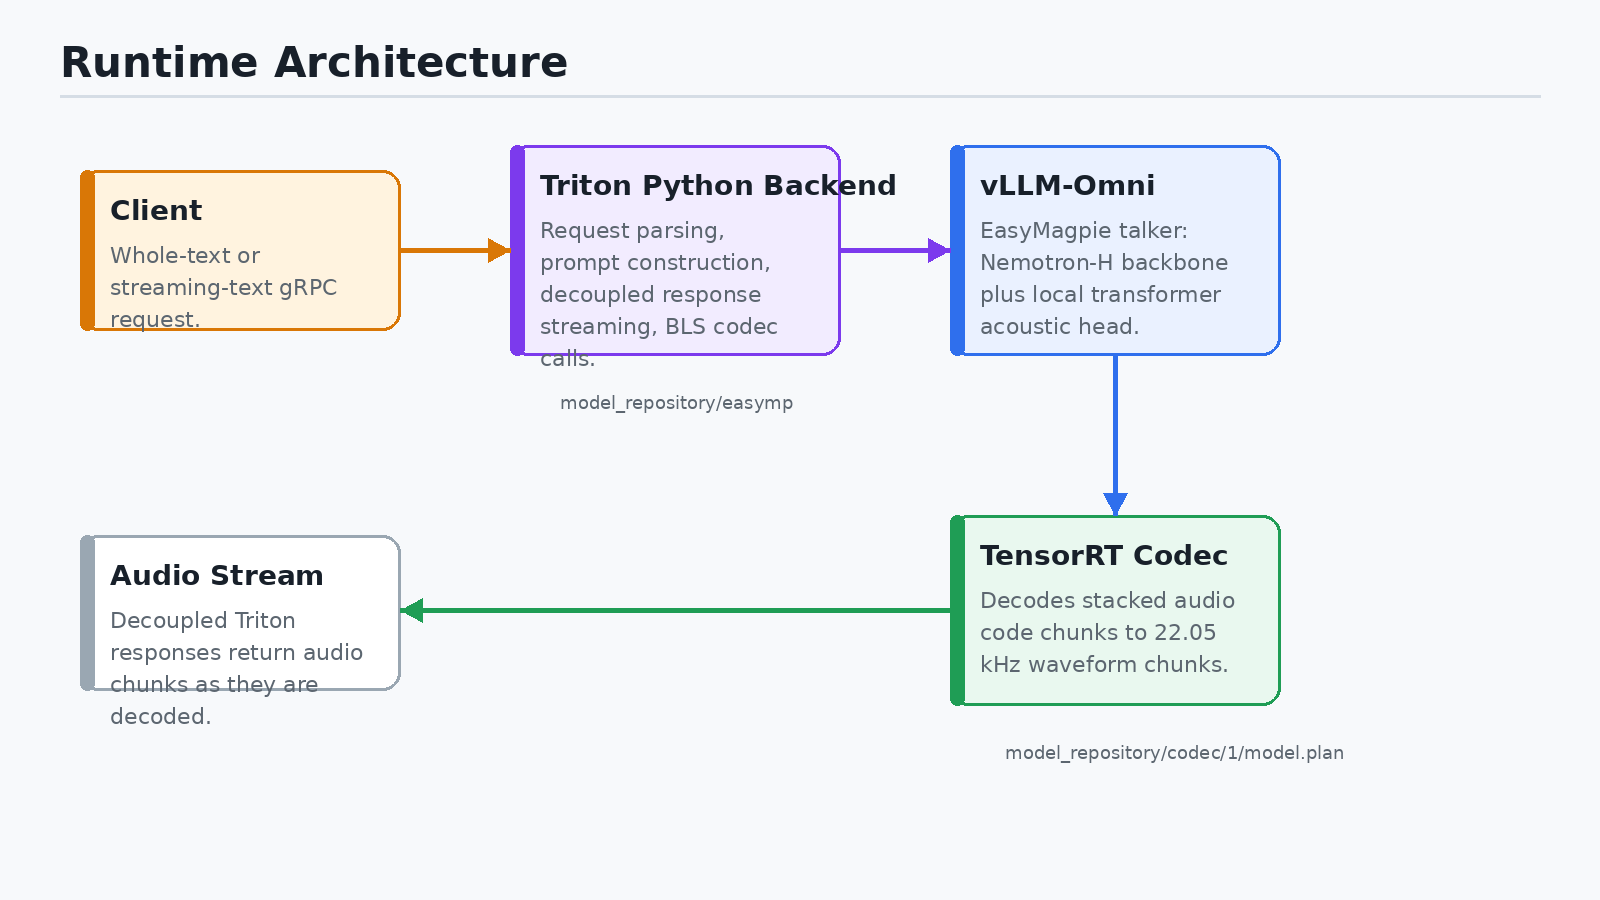 Runtime Architecture
Client
Whole-text or
streaming-text gRPC
request.
Triton Python Backend
Request parsing,
prompt construction,
decoupled response
streaming, BLS codec
calls.
model_repository/easymp
vLLM-Omni
EasyMagpie talker:
Nemotron-H backbone
plus local transformer
acoustic head.
TensorRT Codec
Decodes stacked audio
code chunks to 22.05
kHz waveform chunks.
model_repository/codec/1/model.plan
Audio Stream
Decoupled Triton
responses return audio
chunks as they are
decoded.